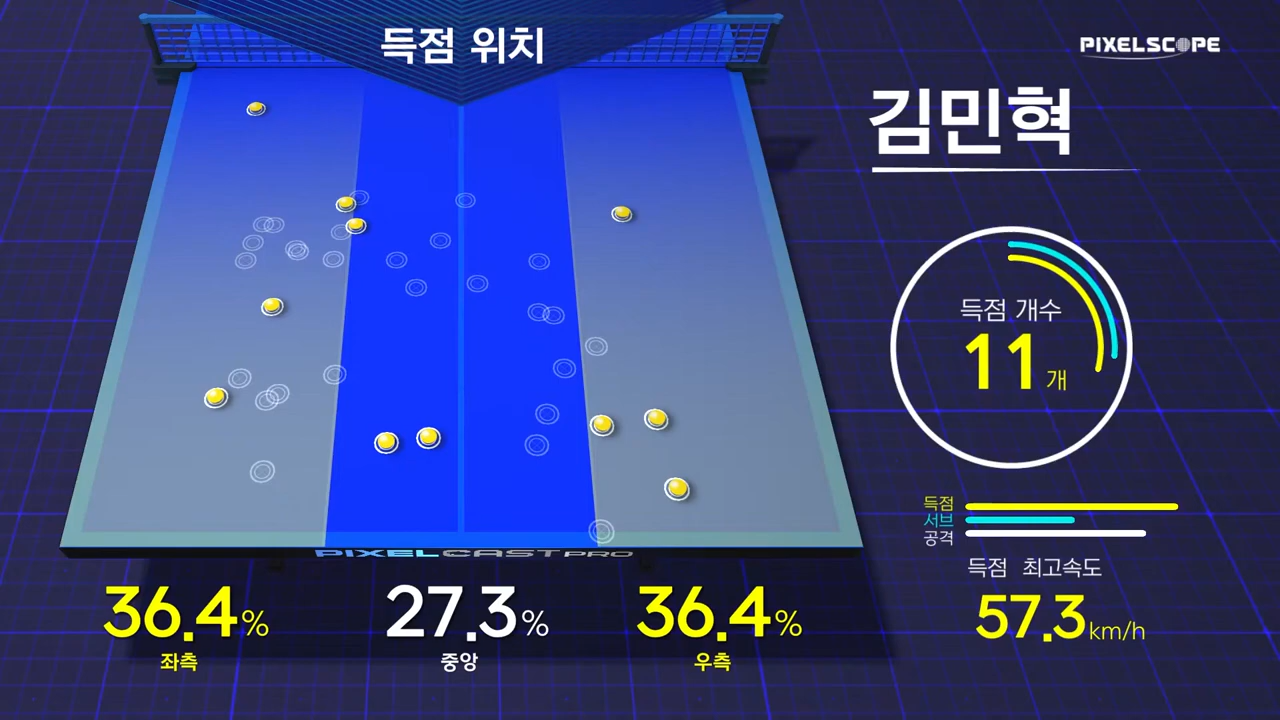 득점 위치
PIXELSCOPE
김민혁
득점 개수
11개
득점
서브
공격
득점 최고속도
57.3km/h
PIXELCASTPRO
36.4%
27.3%
36.4%
좌측
중앙
우측